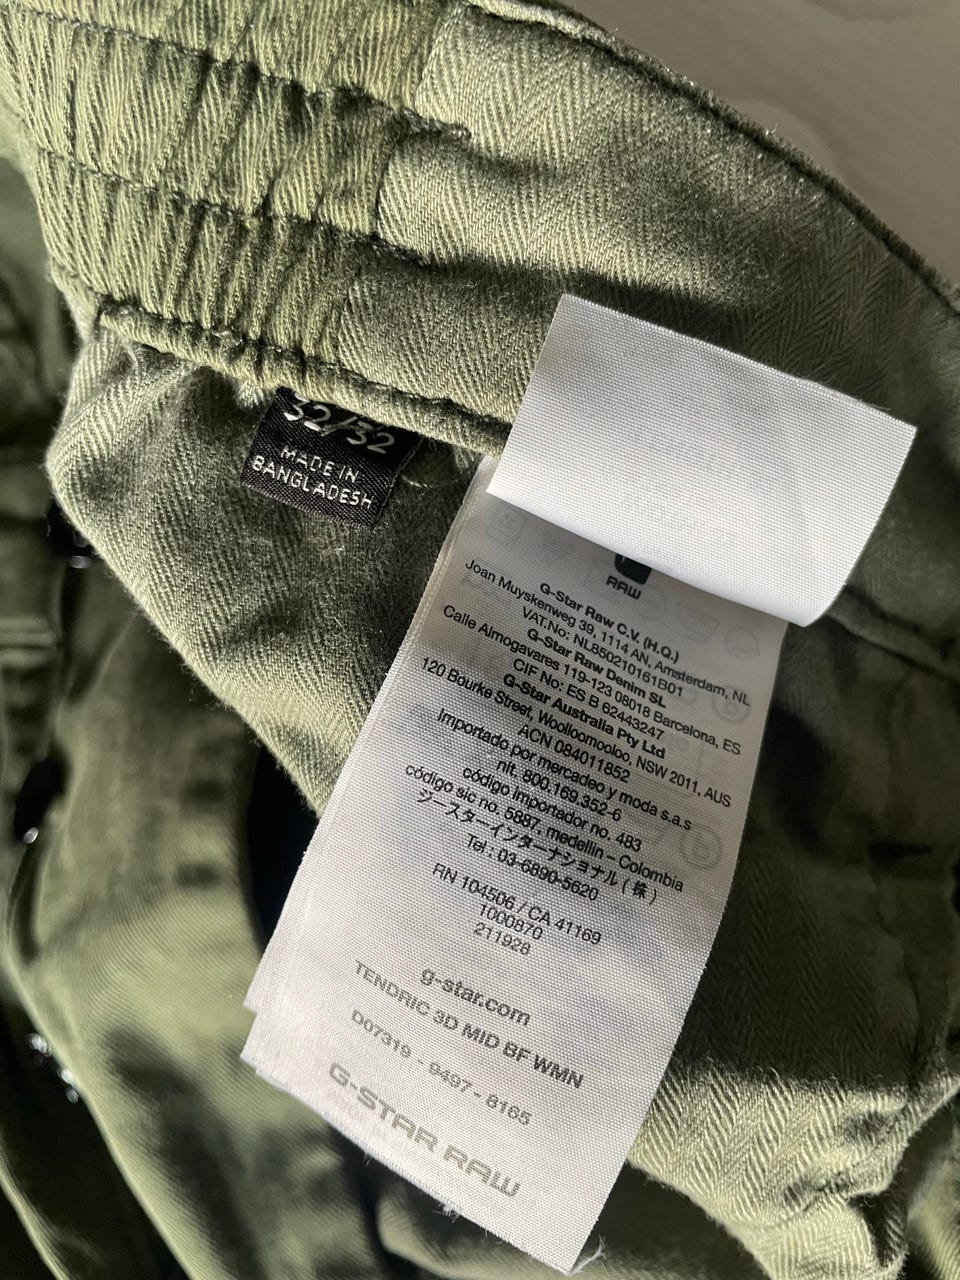 32/32
MADE IN
BANGLADESH
RAW
G-Star Raw C.V. (H.Q.)
Joan Muyskenweg 39, 1114 AN, Amsterdam, NL
VAT.No: NL850210161B01
G-Star Raw Denim SL
Calle Almogavares 119-123 08018 Barcelona, ES
CIF No: ES B 62443247
G-Star Australia Pty Ltd
120 Bourke Street, Woolloomooloo, NSW 2011, AUS
ACN 084011852
Importado por mercadeo y moda s.a.s
nit. 800.169.352-6
código importador no. 483
código sic no. 5887, medellin – Colombia
ジースターインターナショナル (株)
Tel : 03-6890-5620
RN 104506 / CA 41169
1000870
211928
g-star.com
TENDRIC 3D MID BF WMN
D07319 - 9497 - 8165
G-STAR RAW